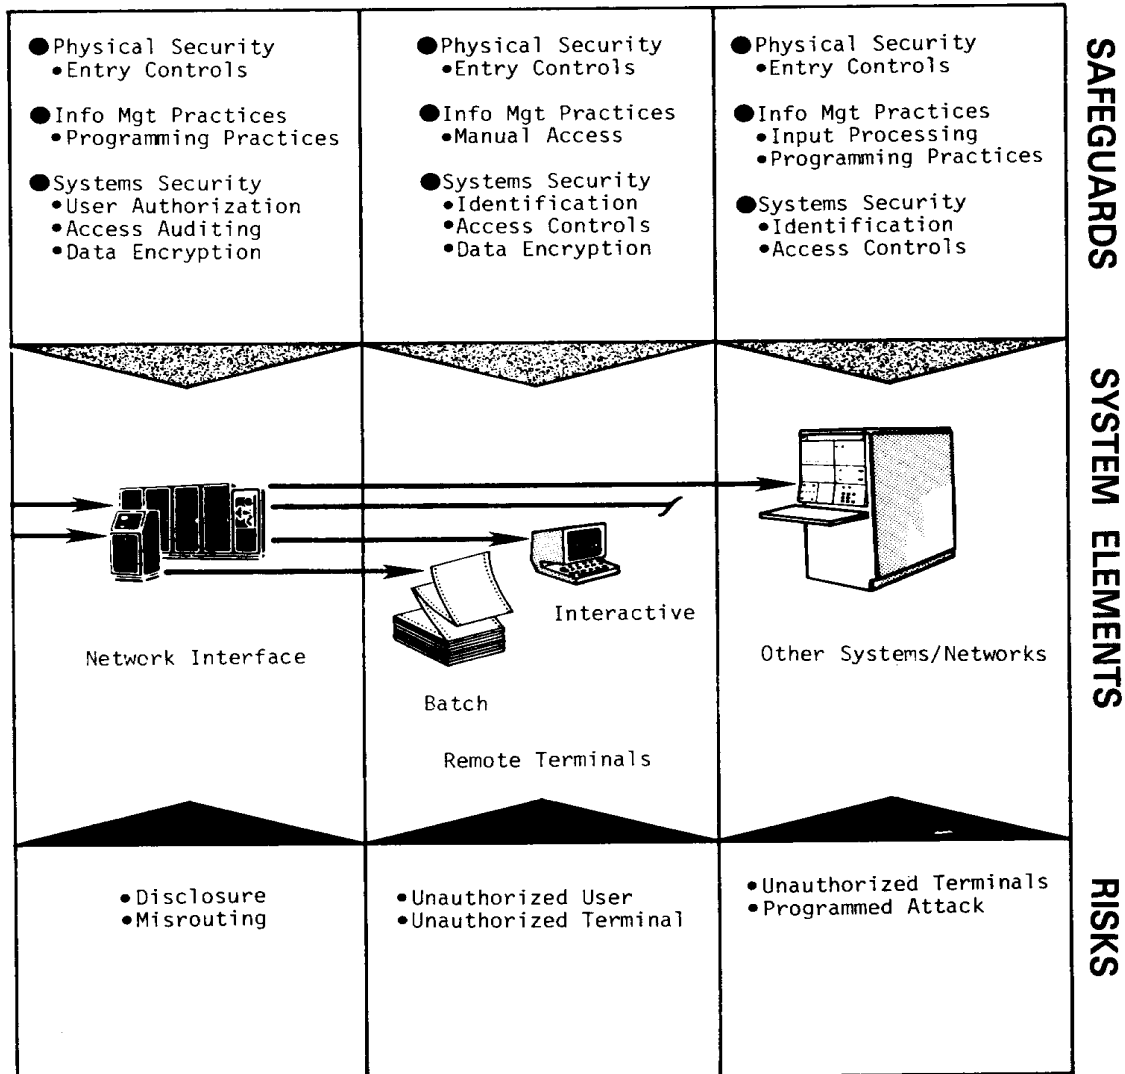 ●Physical Security
•Entry Controls
●Info Mgt Practices
•Programming Practices
●Systems Security
•User Authorization
•Access Auditing
•Data Encryption
●Physical Security
•Entry Controls
●Info Mgt Practices
•Manual Access
●Systems Security
•Identification
•Access Controls
•Data Encryption
●Physical Security
•Entry Controls
●Info Mgt Practices
•Input Processing
•Programming Practices
●Systems Security
•Identification
•Access Controls
SAFEGUARDS
Network Interface
Interactive
Batch
Remote Terminals
Other Systems/Networks
SYSTEM ELEMENTS
•Disclosure
•Misrouting
•Unauthorized User
•Unauthorized Terminal
•Unauthorized Terminals
•Programmed Attack
RISKS